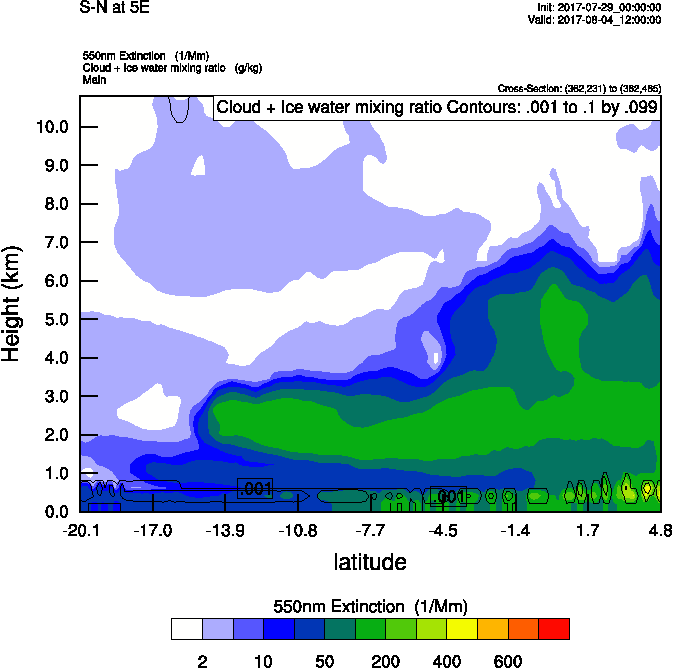 S-N at 5E
Init: 2017-07-29_00:00:00
Valid: 2017-08-04_12:00:00
550nm Extinction (1/Mm)
Cloud + Ice water mixing ratio (g/kg)
Main
Cross-Section: (362,231) to (362,485)
Cloud + Ice water mixing ratio Contours: .001 to .1 by .099
10.0
9.0
8.0
7.0
6.0
5.0
4.0
3.0
2.0
1.0
0.0
Height (km)
.001 .001
-20.1 -17.0 -13.9 -10.8 -7.7 -4.5 -1.4 1.7 4.8
latitude
550nm Extinction (1/Mm)
2 10 50 200 400 600